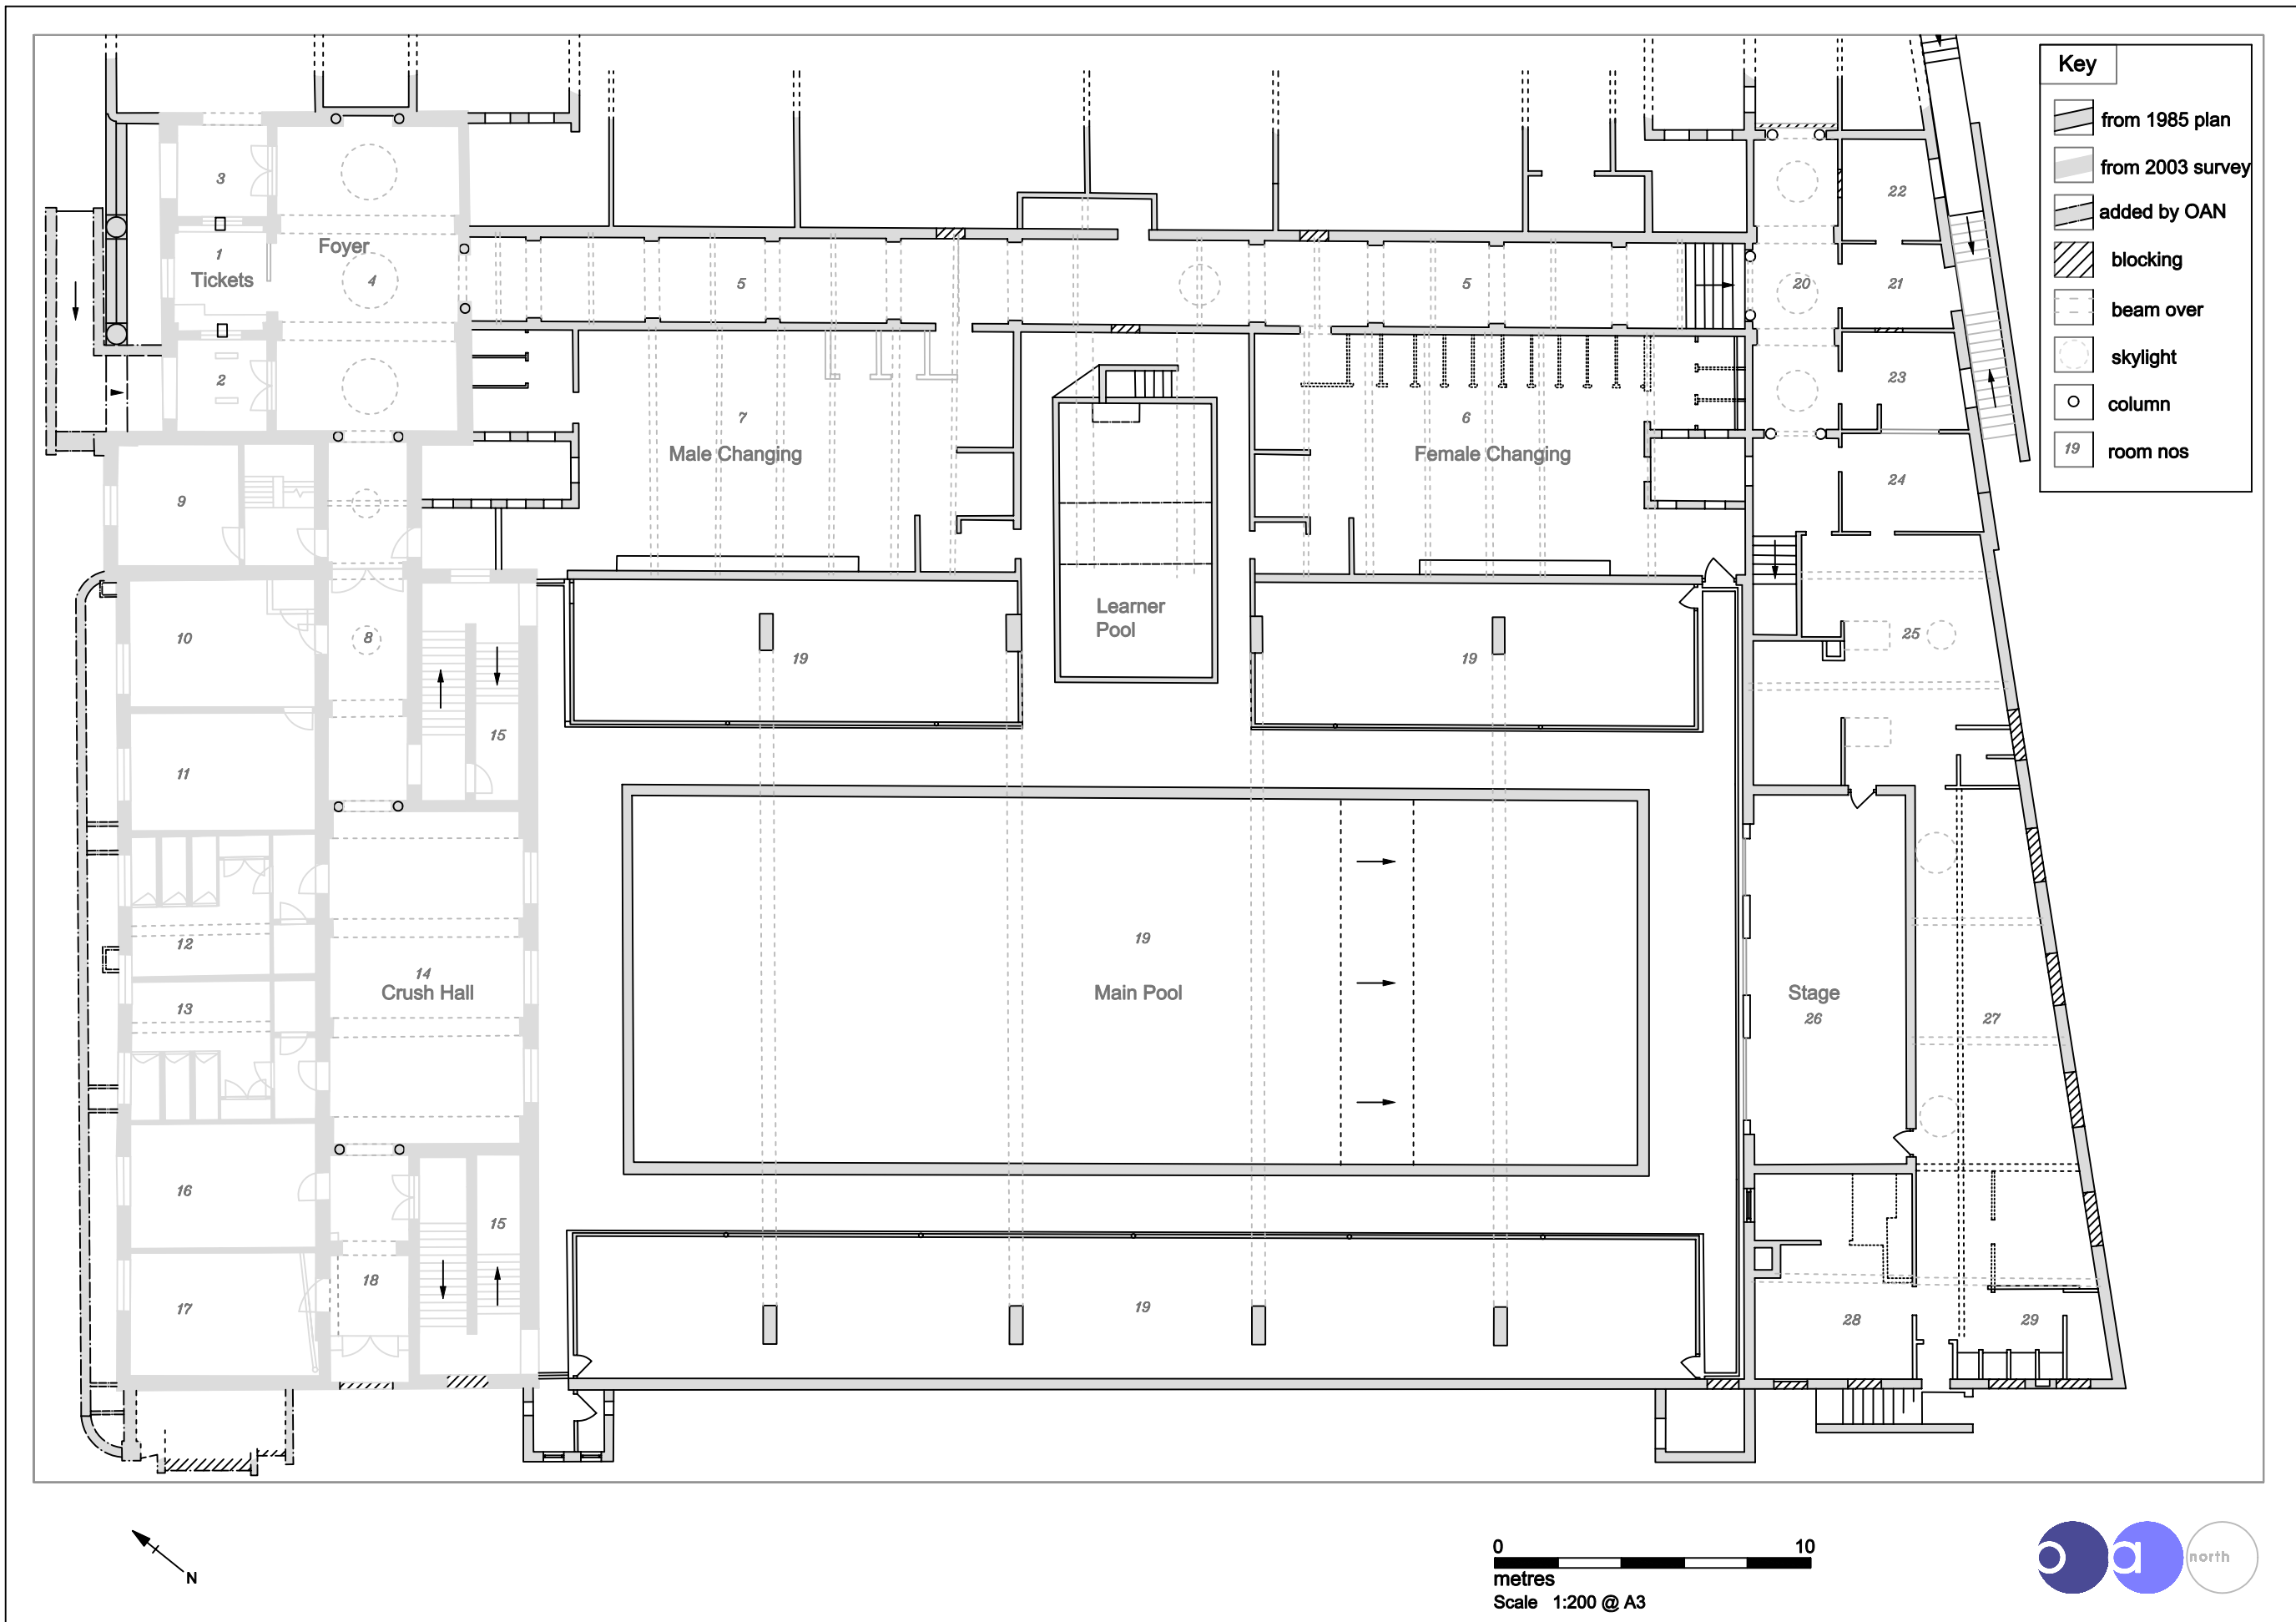 Key
from 1985 plan
from 2003 survey
added by OAN
blocking
beam over
skylight
column
19 room nos
3
22
Foyer
1
Tickets
4
5
5
20
21
2
23
7
Male Changing
6
Female Changing
9
24
Learner
Pool
10
8
19
19
25
15
11
12
19
14
Crush Hall
Main Pool
Stage
13
26
27
16
15
18
17
19
28
29
N
0 10
metres
Scale 1:200 @ A3
oa north